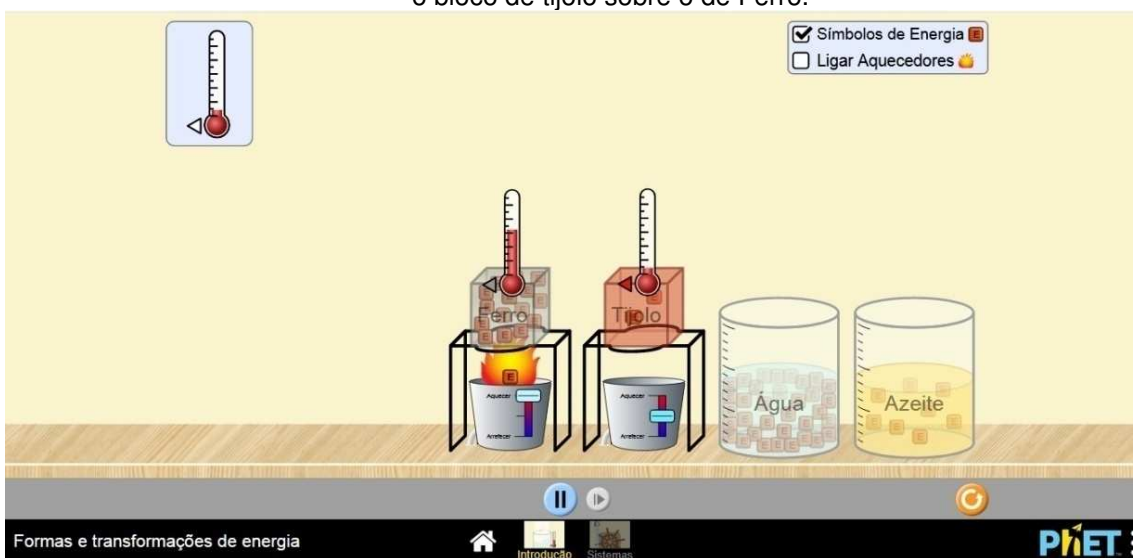 o bloco de tijolo sobre o de Ferro.
Símbolos de Energia E
Ligar Aquecedores
Ferro
Tijolo
Aquecer
Arrefecer
Aquecer
Arrefecer
Água
Azeite
Formas e transformações de energia
Introdução
Sistemas
PhET